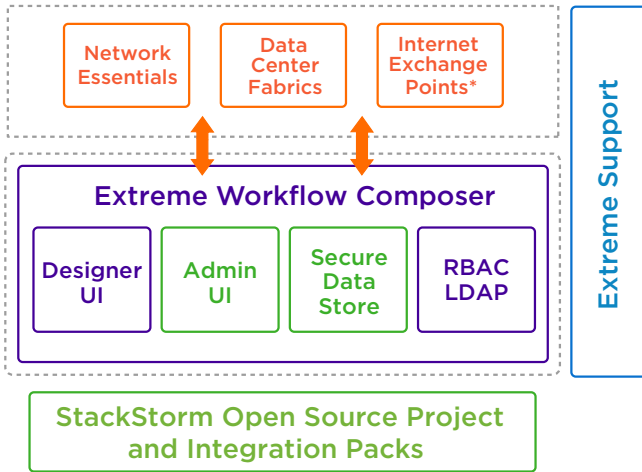 Network
Essentials
Data
Center
Fabrics
Internet
Exchange
Points*
Extreme Workflow Composer
Designer
UI
Admin
UI
Secure
Data
Store
RBAC
LDAP
StackStorm Open Source Project
and Integration Packs
Extreme Support